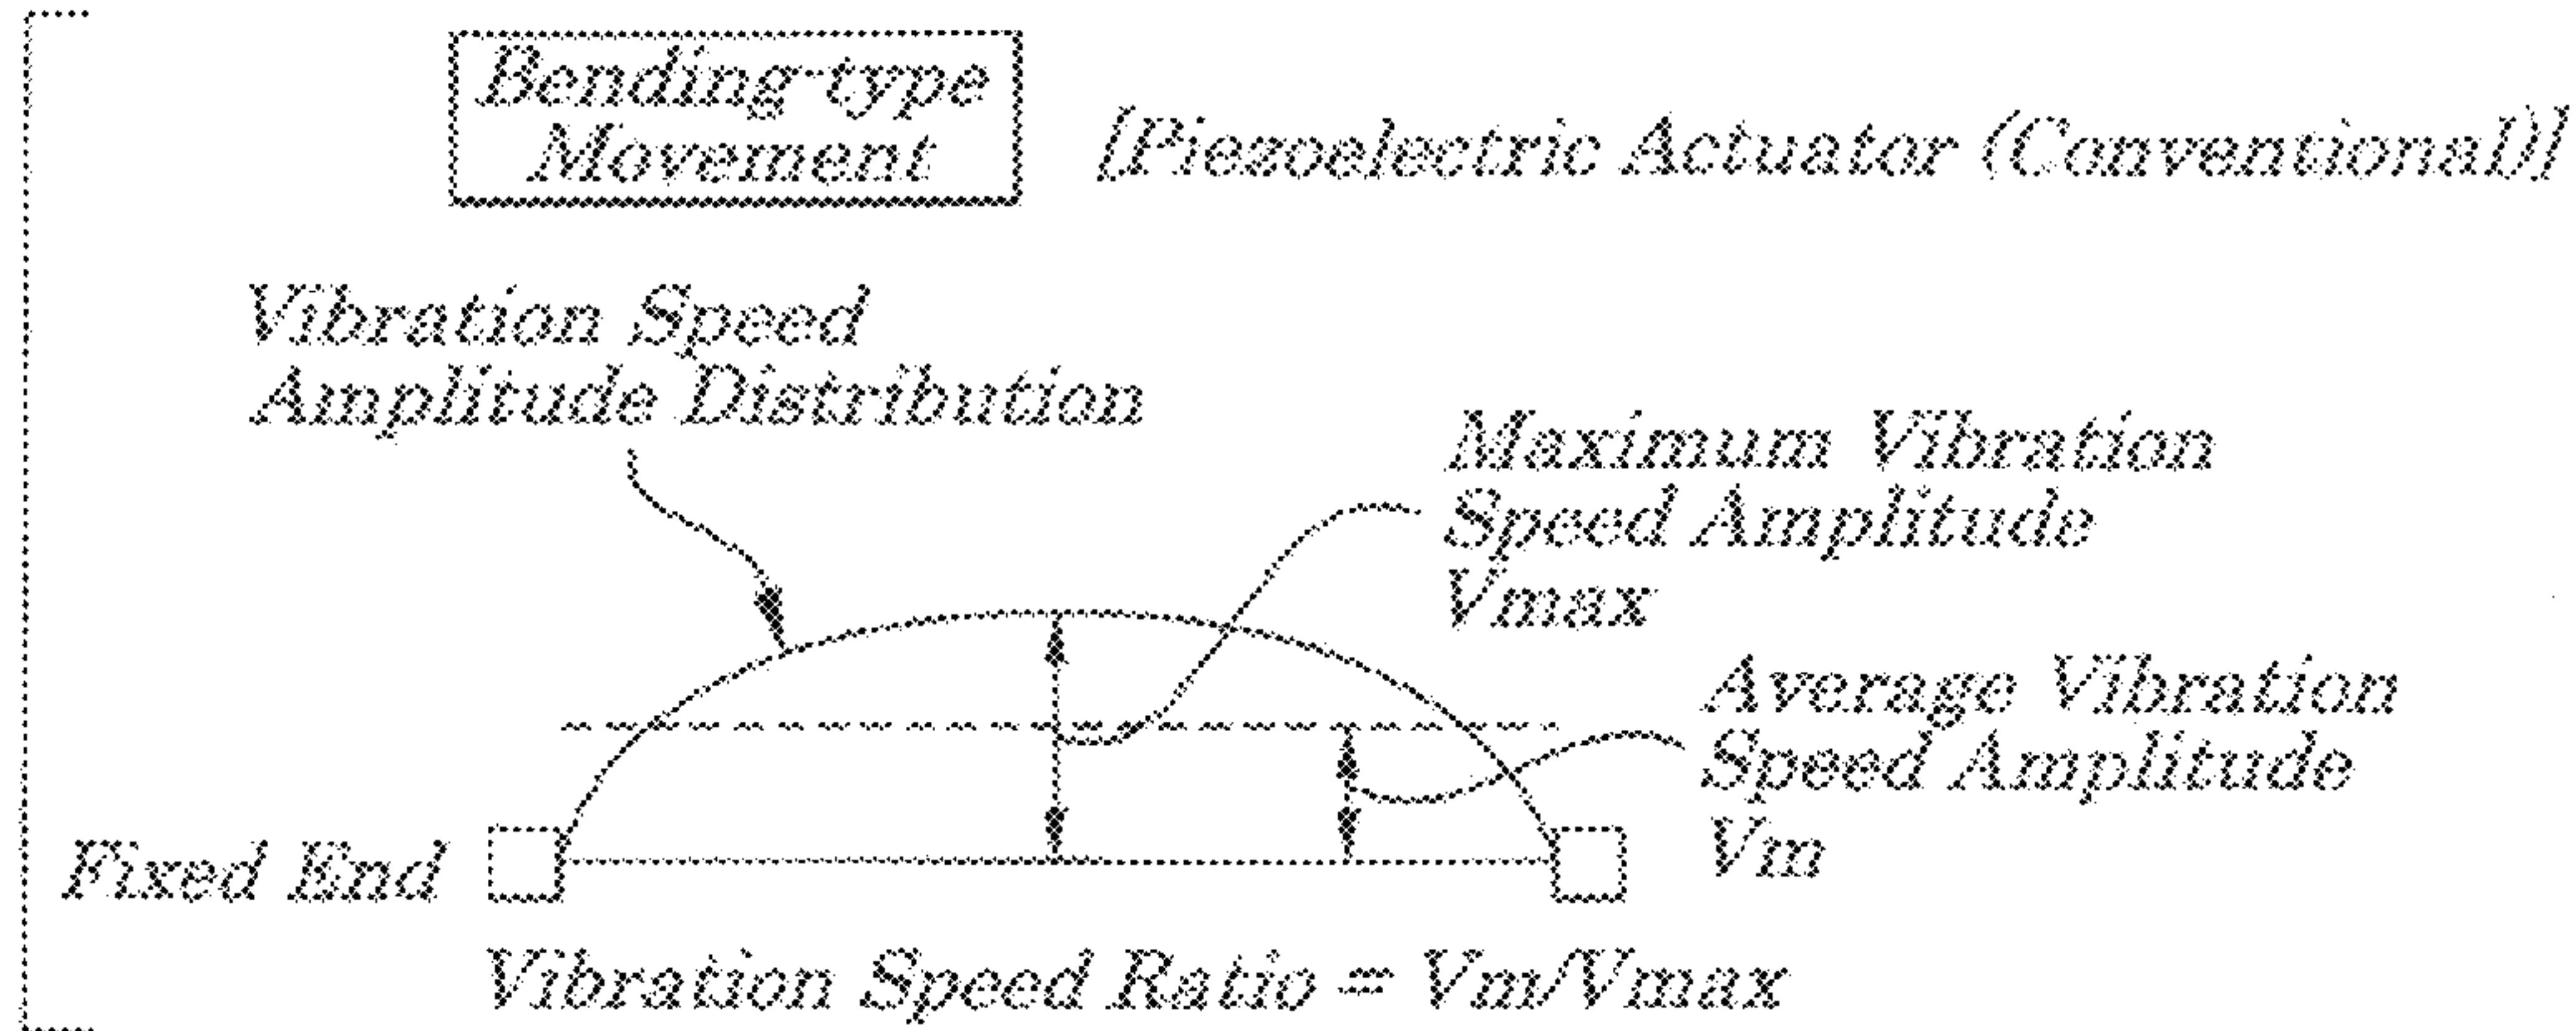 Bending-type
Movement
[Piezoelectric Actuator (Conventional)]
Vibration Speed
Amplitude Distribution
Maximum Vibration
Speed Amplitude
Vmax
Average Vibration
Speed Amplitude
Vm
Fixed End
Vibration Speed Ratio = Vm/Vmax